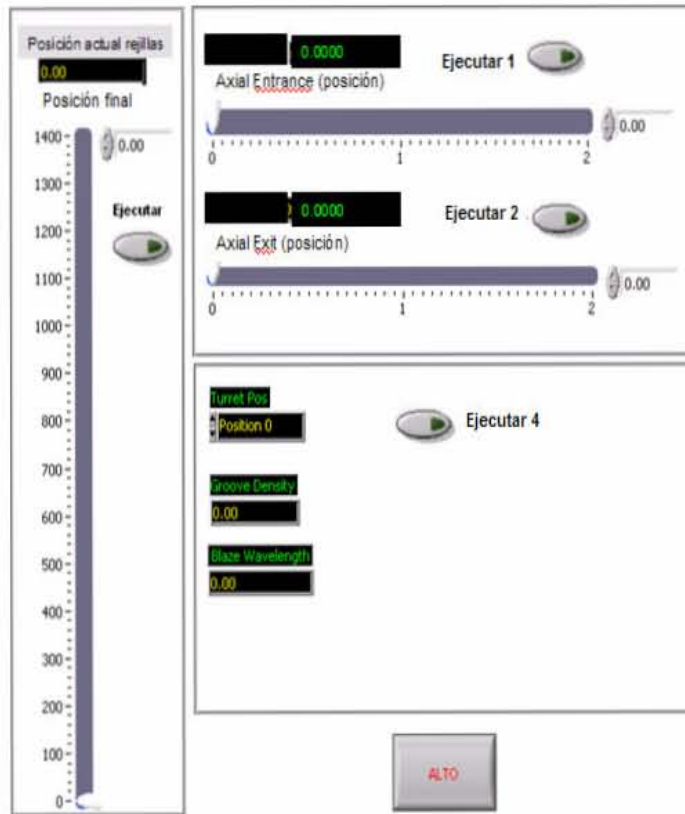 Posición actual rejillas
0.00
Posición final
0.00
1400
1300
1200
1100
1000
900
800
700
600
500
400
300
200
100
0
Ejecutar
0.0000
Ejecutar 1
Axial Entrance (posición)
0.00
0 1 2
0.0000
Ejecutar 2
Axial Exit (posición)
0.00
0 1 2
Turret Pos
Position 0
Ejecutar 4
Groove Density
0.00
Blaze Wavelength
0.00
ALTO